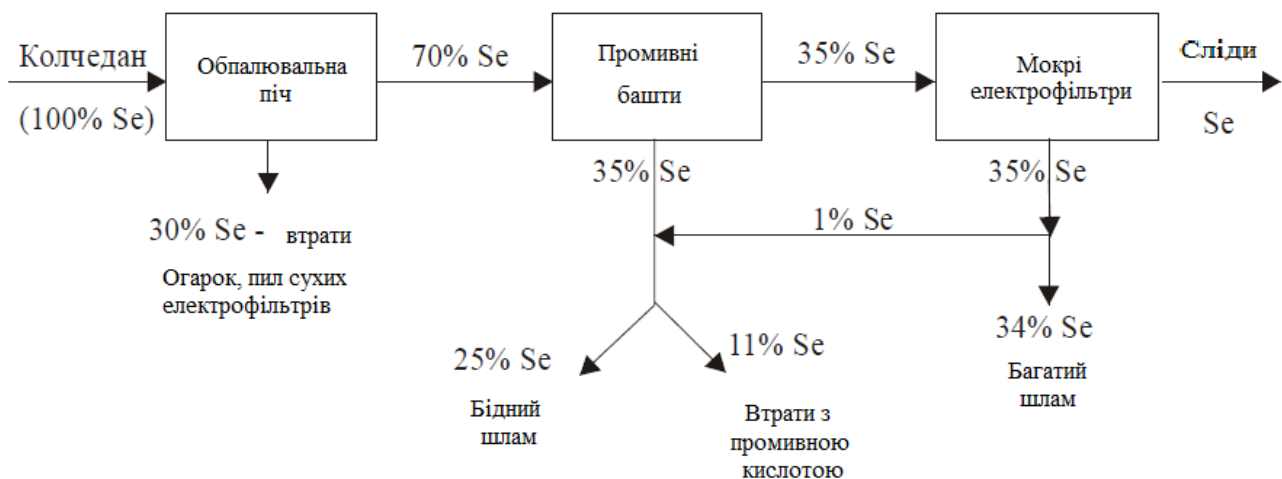 Колчедан
(100% Se)
Обпалювальна
піч
70% Se
Промивні
башти
35% Se
Мокрі
електрофільтри
Сліди
Se
30% Se - втрати
Огарок, пил сухих
електрофільтрів
35% Se
35% Se
1% Se
25% Se
Бідний
шлам
11% Se
Втрати з
промивною
кислотою
34% Se
Багатий
шлам